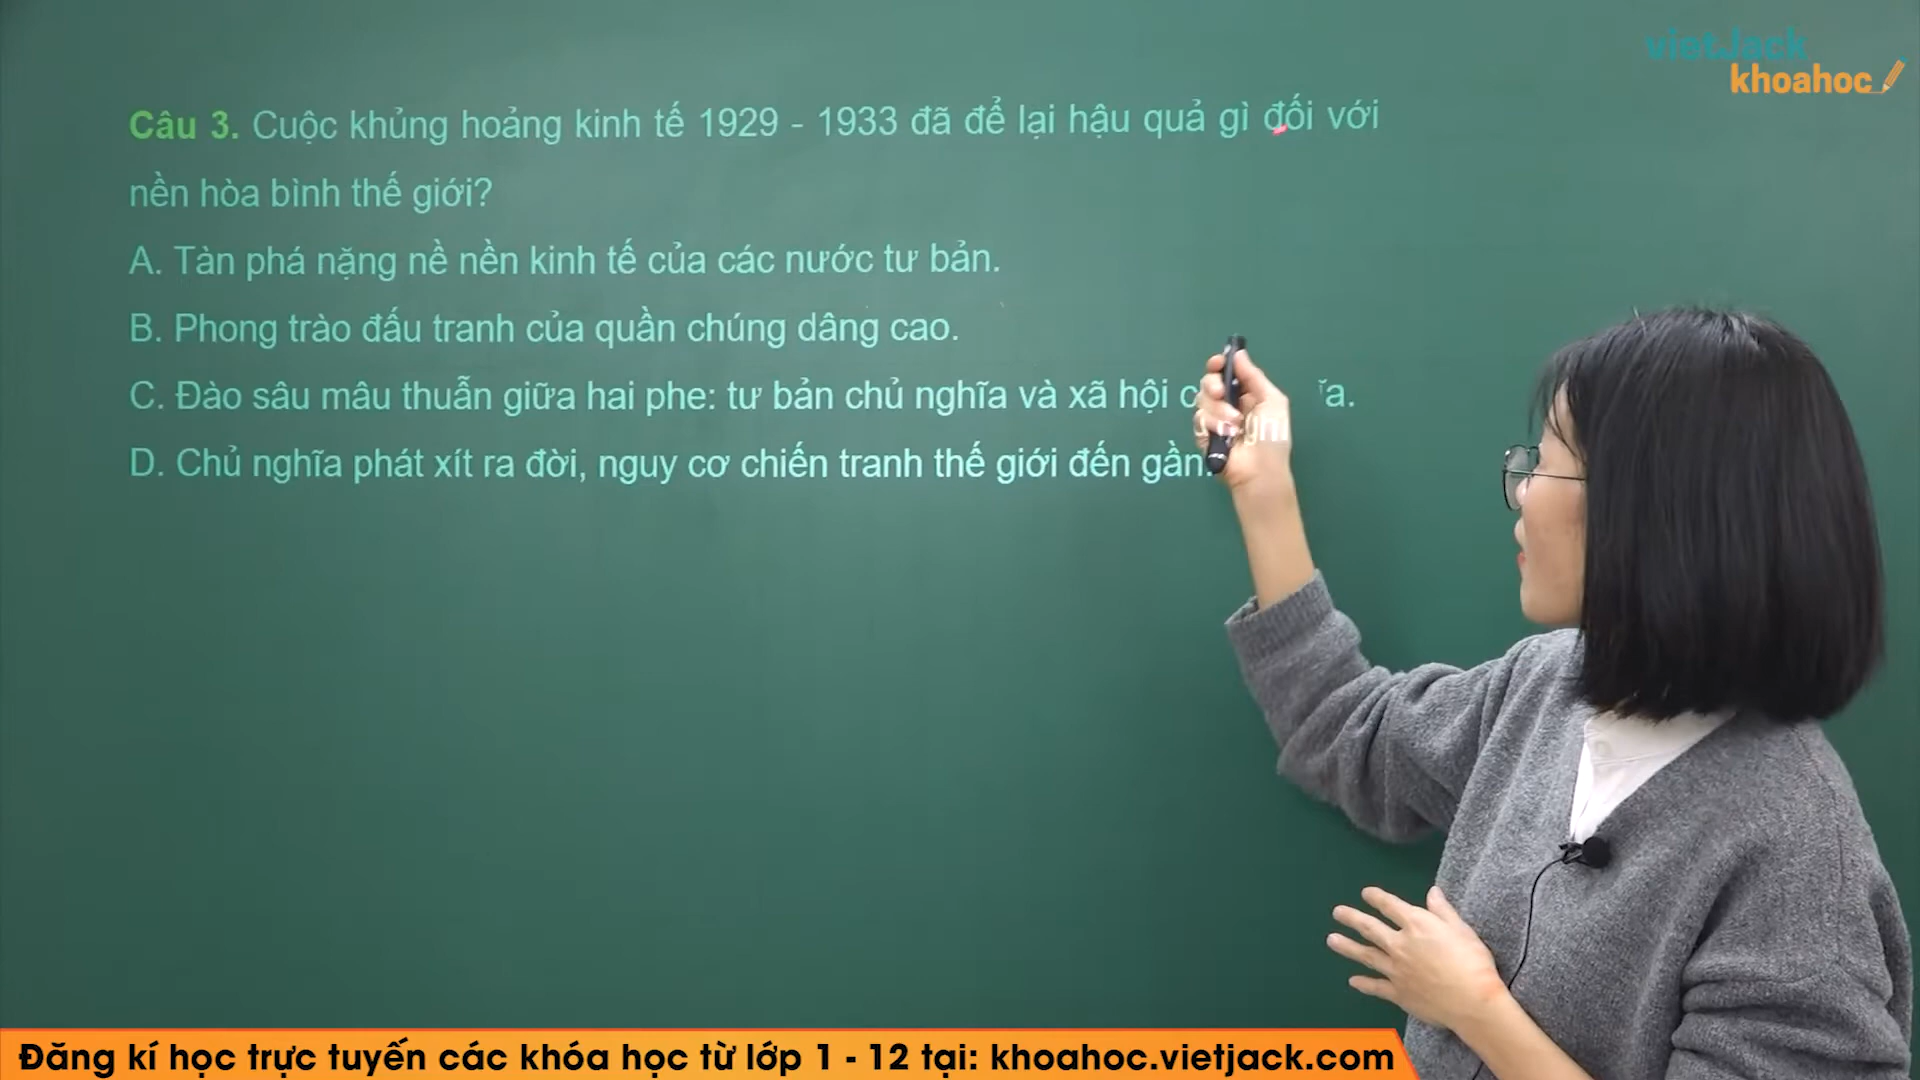 vietJack
khoahoc
Câu 3. Cuộc khủng hoảng kinh tế 1929 - 1933 đã để lại hậu quả gì đối với
nền hòa bình thế giới?
A. Tàn phá nặng nề nền kinh tế của các nước tư bản.
B. Phong trào đấu tranh của quần chúng dâng cao.
C. Đào sâu mâu thuẫn giữa hai phe: tư bản chủ nghĩa và xã hội
D. Chủ nghĩa phát xít ra đời, nguy cơ chiến tranh thế giới đến gần.
Đăng kí học trực tuyến các khóa học từ lớp 1 - 12 tại: khoahoc.vietjack.com